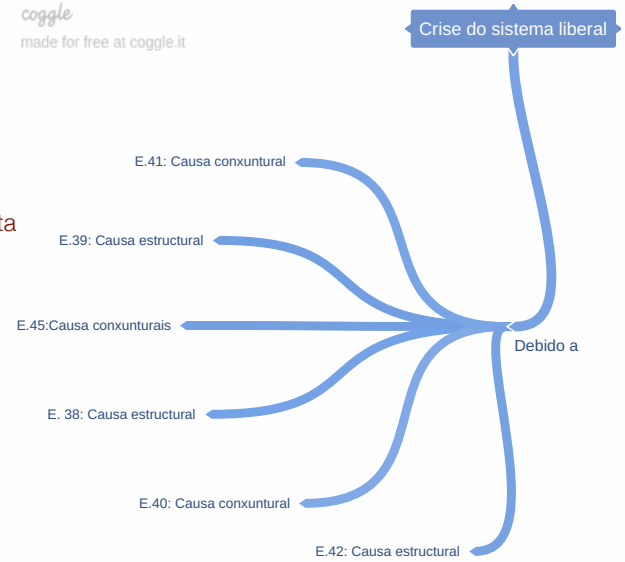 coggle
made for free at coggle.it
Crise do sistema liberal
E.41: Causa conxuntural
ta
E.39: Causa estructural
E.45:Causa conxunturais
Debido a
E. 38: Causa estructural
E.40: Causa conxuntural
E.42: Causa estructural